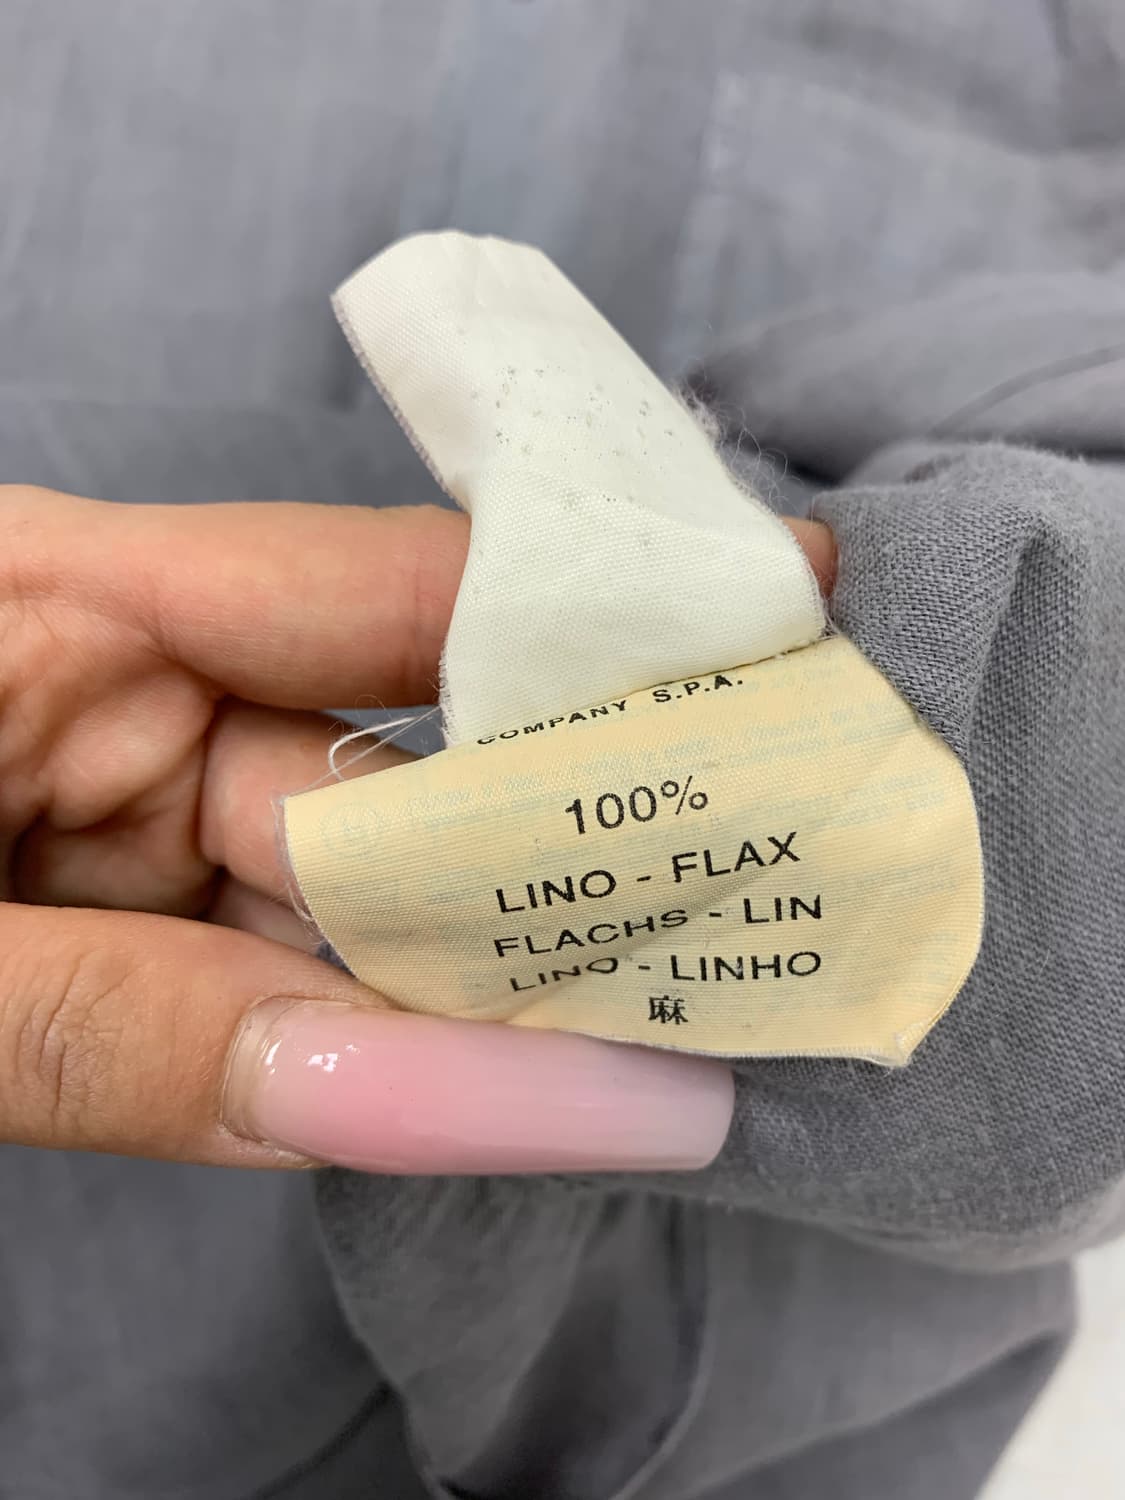 COMPANY S.P.A.
100%
LINO - FLAX
FLACHS - LIN
LINO - LINHO
麻